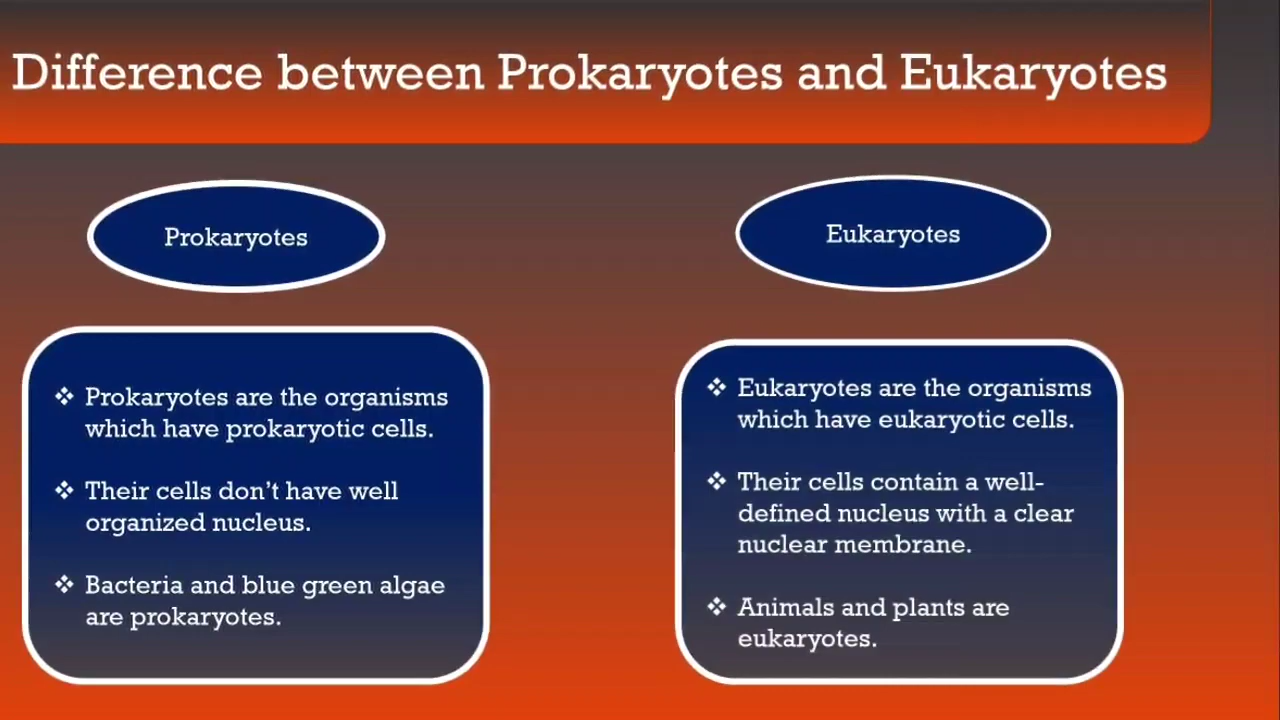 Difference between Prokaryotes and Eukaryotes
Prokaryotes
❖ Prokaryotes are the organisms
which have prokaryotic cells.
❖ Their cells don’t have well
organized nucleus.
❖ Bacteria and blue green algae
are prokaryotes.
Eukaryotes
❖ Eukaryotes are the organisms
which have eukaryotic cells.
❖ Their cells contain a well-
defined nucleus with a clear
nuclear membrane.
❖ Animals and plants are
eukaryotes.